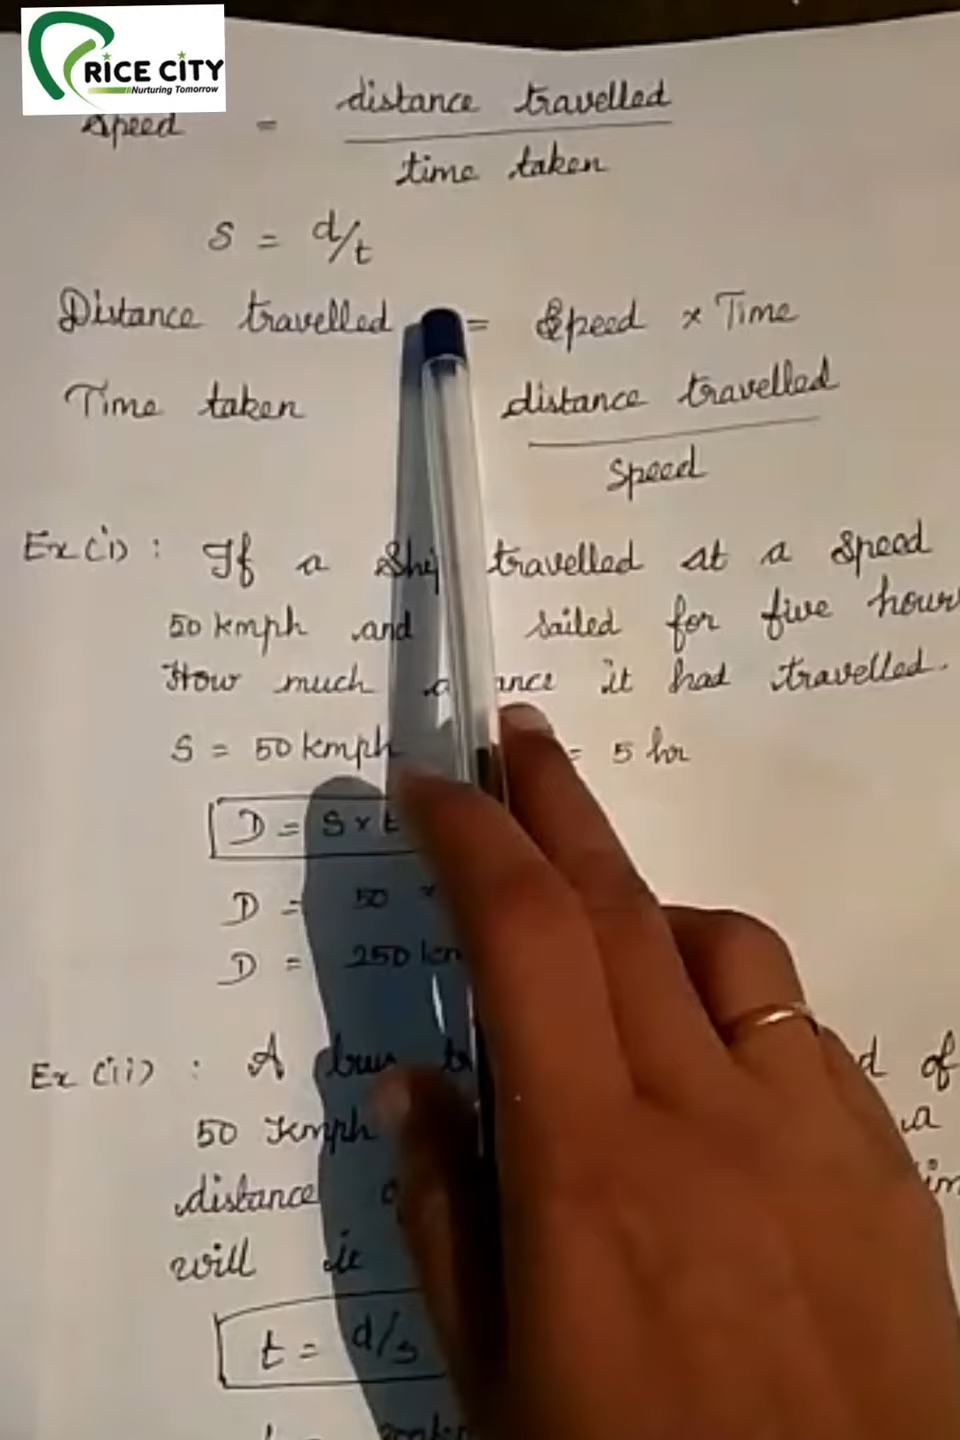 RICE CITY
Nurturing Tomorrow
Speed = distance travelled
time taken
S = d/t
Distance travelled = Speed × Time
Time taken distance travelled
Speed
Ex (i) : If a travelled at a Speed
50 kmph and sailed for five
How much it had travelled.
S = 50 kmph = 5 hr
D = S × t
D = 50 ×
D = 250
Ex (ii) : A of
50 Kmph a
distance
will it
t = d/s